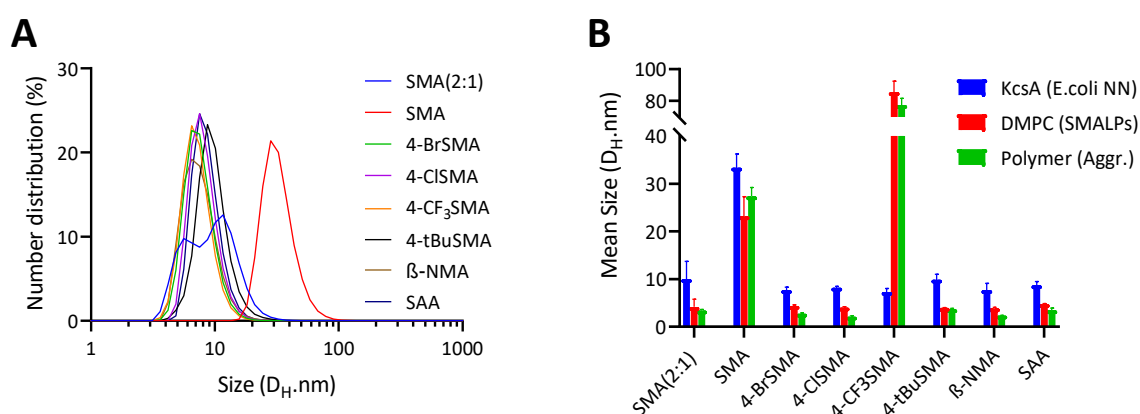 A
Number distribution (%)
30
20
10
0
1
10
100
1000
Size (D_H.nm)
SMA(2:1)
SMA
4-BrSMA
4-ClSMA
4-CF₃SMA
4-tBuSMA
ß-NMA
SAA
B
Mean Size (D_H.nm)
100
80
40
30
20
10
0
SMA(2:1)
SMA
4-BrSMA
4-ClSMA
4-CF3SMA
4-tBuSMA
ß-NMA
SAA
KcsA (E.coli NN)
DMPC (SMALPs)
Polymer (Aggr.)